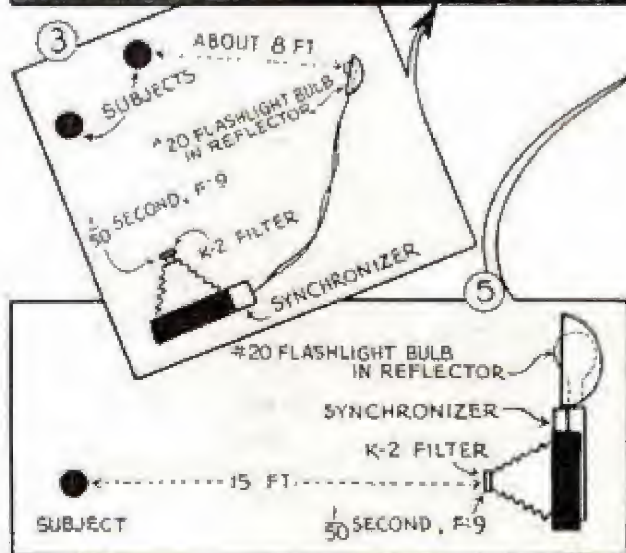 3
ABOUT 8 FT
SUBJECTS
#20 FLASHLIGHT BULB
IN REFLECTOR
1/50 SECOND, F-9
K-2 FILTER
SYNCHRONIZER
5
#20 FLASHLIGHT BULB
IN REFLECTOR
SYNCHRONIZER
K-2 FILTER
15 FT
SUBJECT
1/50 SECOND, F-9